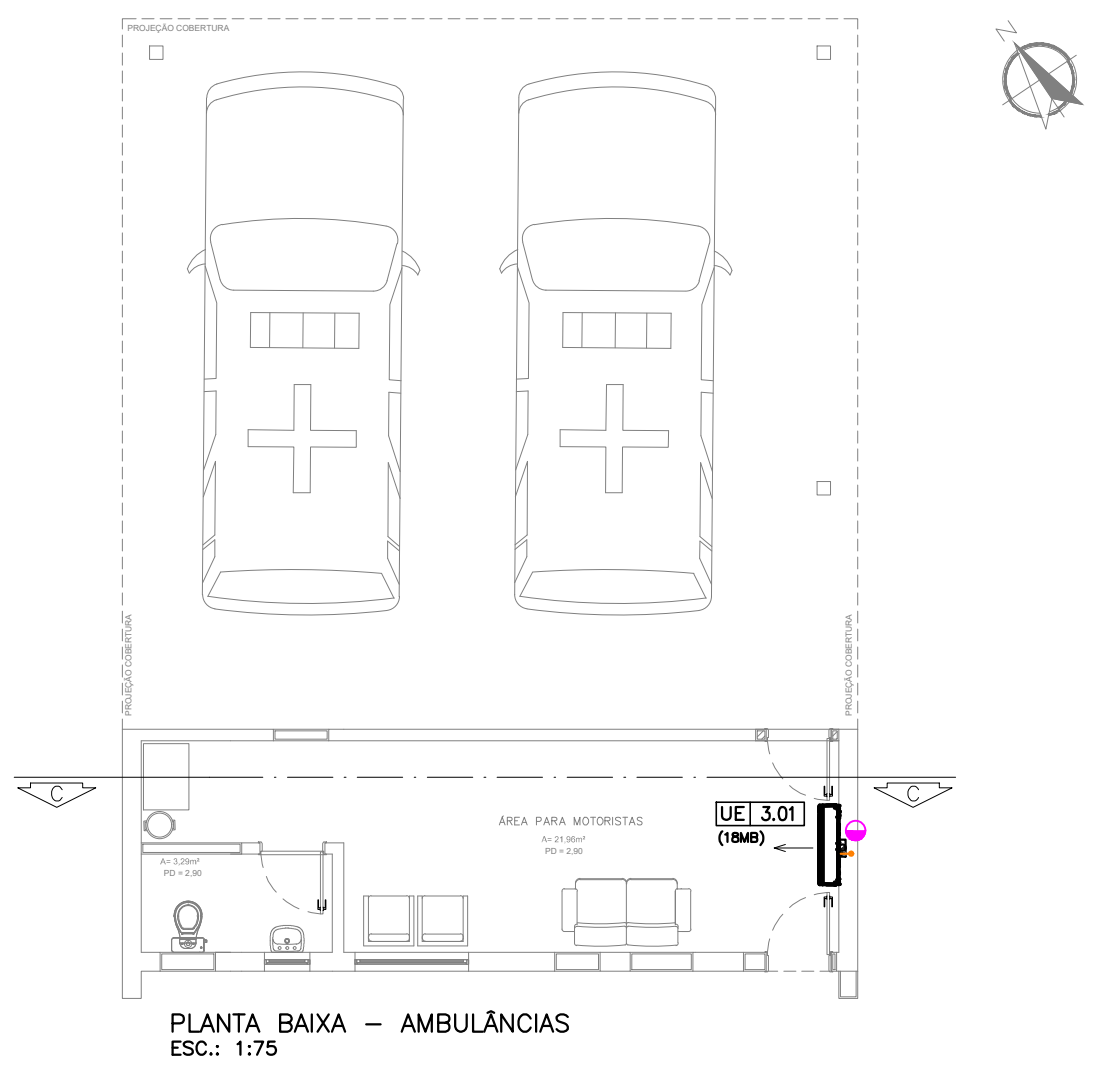 PROJEÇÃO COBERTURA
N
PROJEÇÃO COBERTURA
PROJEÇÃO COBERTURA
C
C
UE 3.01
(18MB)
ÁREA PARA MOTORISTAS
A= 21,96m²
PD = 2,90
A= 3,29m²
PD = 2,90
PLANTA BAIXA – AMBULÂNCIAS
ESC.: 1:75